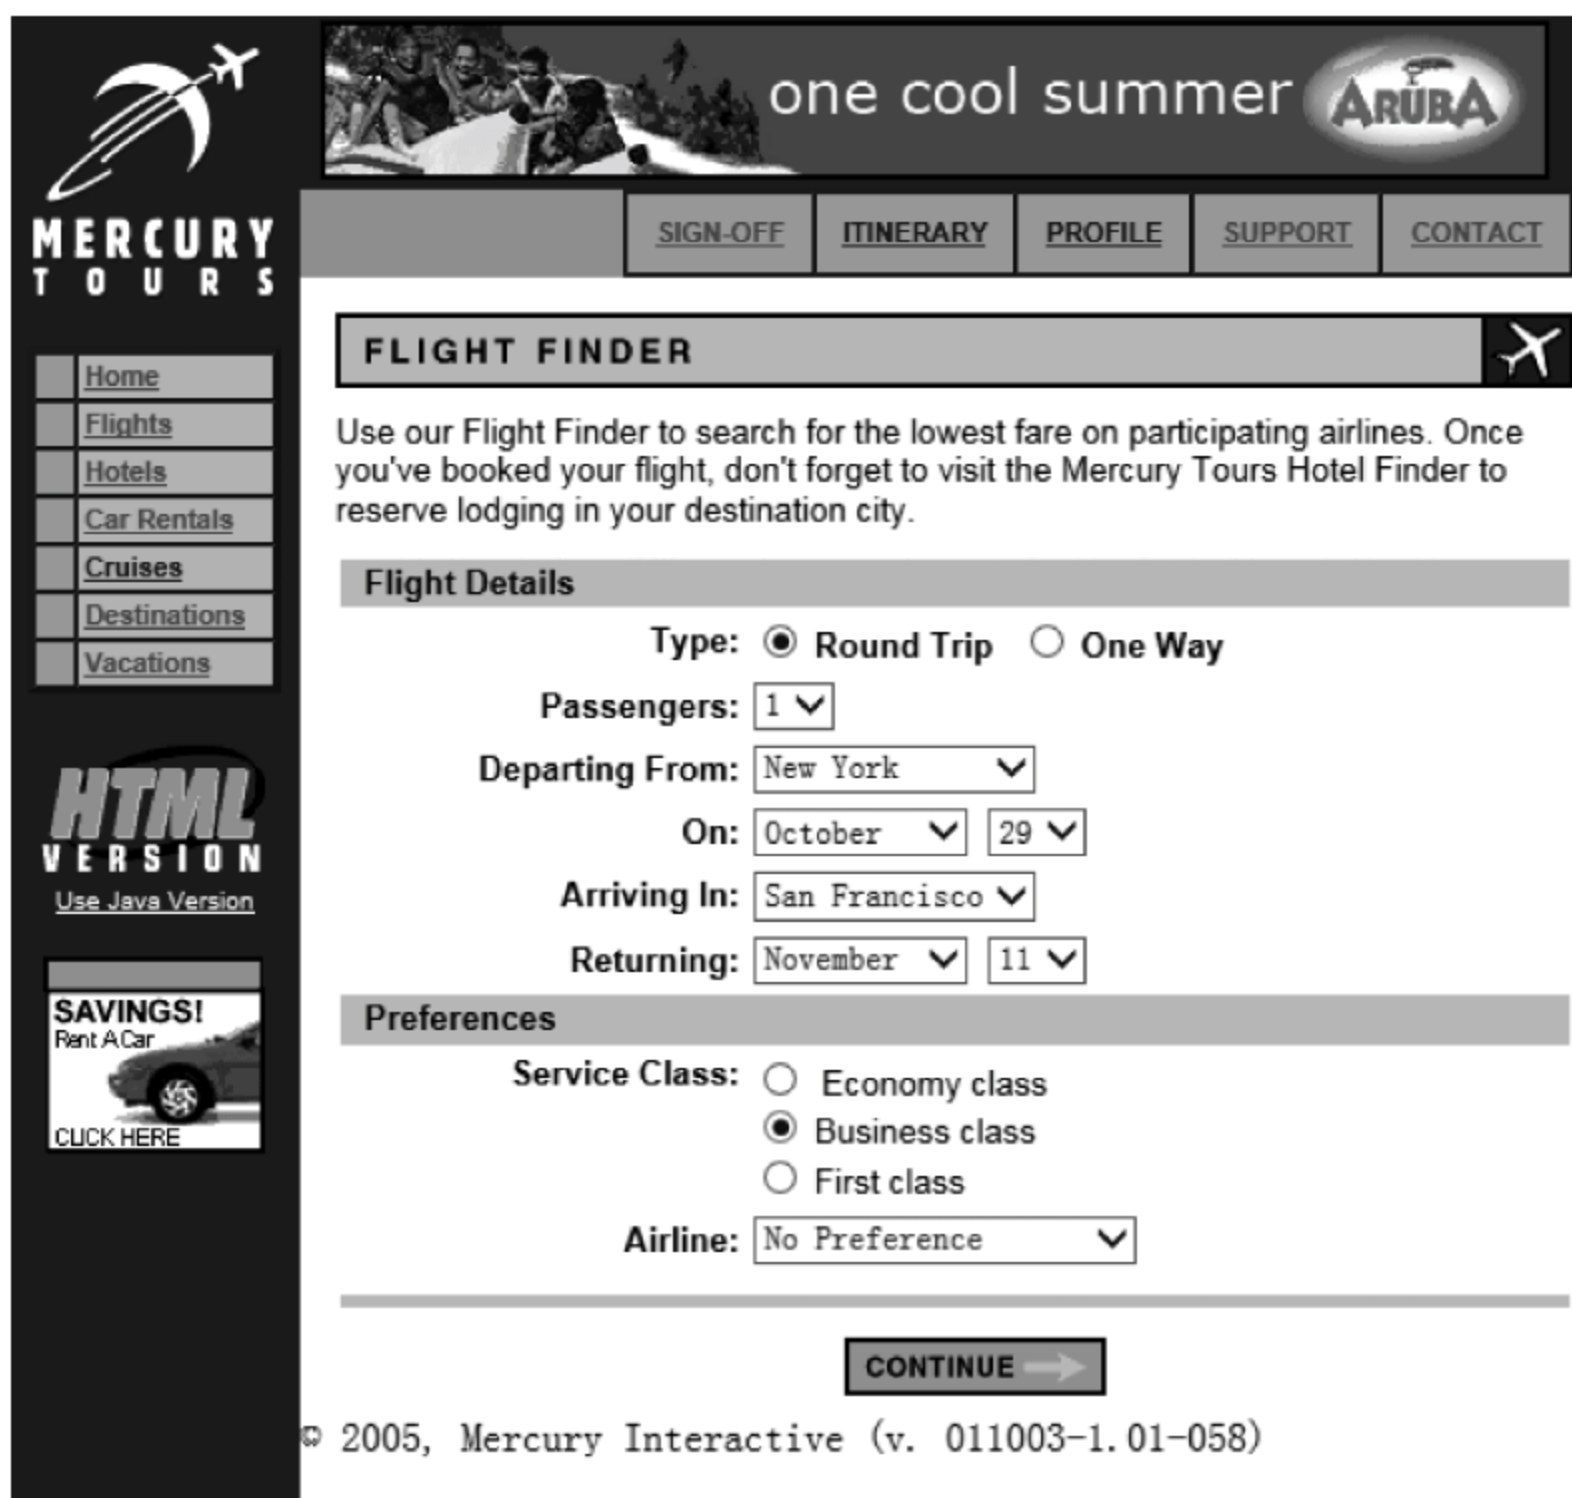 one cool summer ARUBA
MERCURY
TOURS
SIGN-OFF ITINERARY PROFILE SUPPORT CONTACT
Home
Flights
Hotels
Car Rentals
Cruises
Destinations
Vacations
HTML
VERSION
Use Java Version
SAVINGS!
Rent A Car
CLICK HERE
FLIGHT FINDER
Use our Flight Finder to search for the lowest fare on participating airlines. Once
you've booked your flight, don't forget to visit the Mercury Tours Hotel Finder to
reserve lodging in your destination city.
Flight Details
Type: Round Trip One Way
Passengers: 1
Departing From: New York
On: October 29
Arriving In: San Francisco
Returning: November 11
Preferences
Service Class: Economy class
Business class
First class
Airline: No Preference
CONTINUE
© 2005, Mercury Interactive (v. 011003-1.01-058)